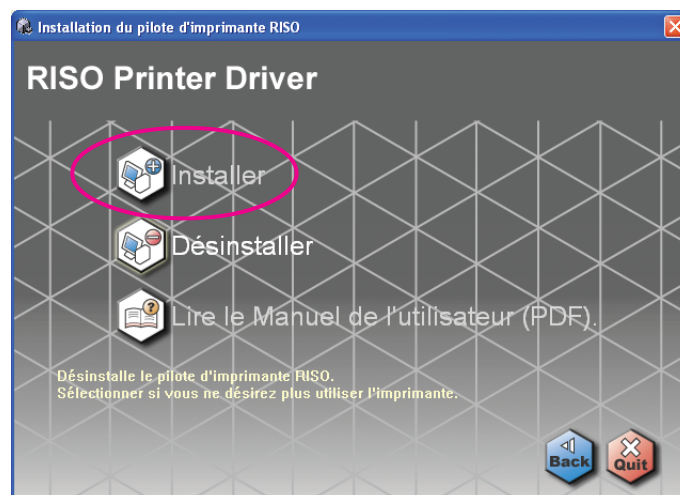 Installation du pilote d'imprimante RISO
RISO Printer Driver
Installer
Désinstaller
Lire le Manuel de l'utilisateur (PDF).
Désinstalle le pilote d'imprimante RISO.
Sélectionner si vous ne désirez plus utiliser l'imprimante.
Back
Quit